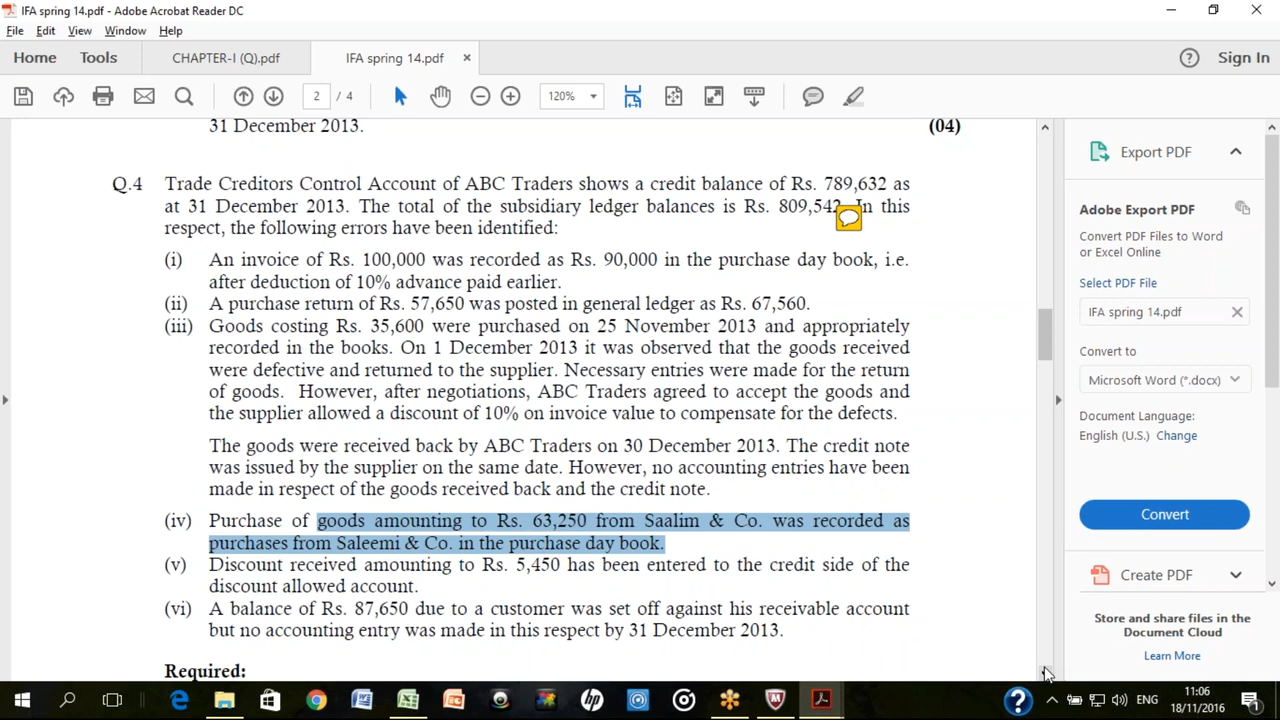 IFA spring 14.pdf - Adobe Acrobat Reader DC
File Edit View Window Help
Home Tools CHAPTER-I (Q).pdf IFA spring 14.pdf × Sign In
2 / 4 120%
31 December 2013. (04)
Q.4 Trade Creditors Control Account of ABC Traders shows a credit balance of Rs. 789,632 as
at 31 December 2013. The total of the subsidiary ledger balances is Rs. 809,542. In this
respect, the following errors have been identified:
(i) An invoice of Rs. 100,000 was recorded as Rs. 90,000 in the purchase day book, i.e.
after deduction of 10% advance paid earlier.
(ii) A purchase return of Rs. 57,650 was posted in general ledger as Rs. 67,560.
(iii) Goods costing Rs. 35,600 were purchased on 25 November 2013 and appropriately
recorded in the books. On 1 December 2013 it was observed that the goods received
were defective and returned to the supplier. Necessary entries were made for the return
of goods. However, after negotiations, ABC Traders agreed to accept the goods and
the supplier allowed a discount of 10% on invoice value to compensate for the defects.
The goods were received back by ABC Traders on 30 December 2013. The credit note
was issued by the supplier on the same date. However, no accounting entries have been
made in respect of the goods received back and the credit note.
(iv) Purchase of goods amounting to Rs. 63,250 from Saalim & Co. was recorded as
purchases from Saleemi & Co. in the purchase day book.
(v) Discount received amounting to Rs. 5,450 has been entered to the credit side of the
discount allowed account.
(vi) A balance of Rs. 87,650 due to a customer was set off against his receivable account
but no accounting entry was made in this respect by 31 December 2013.
Required:
Export PDF
Adobe Export PDF
Convert PDF Files to Word
or Excel Online
Select PDF File
IFA spring 14.pdf
Convert to
Microsoft Word (*.docx)
Document Language:
English (U.S.) Change
Convert
Create PDF
Store and share files in the
Document Cloud
Learn More
ENG
11:06
18/11/2016